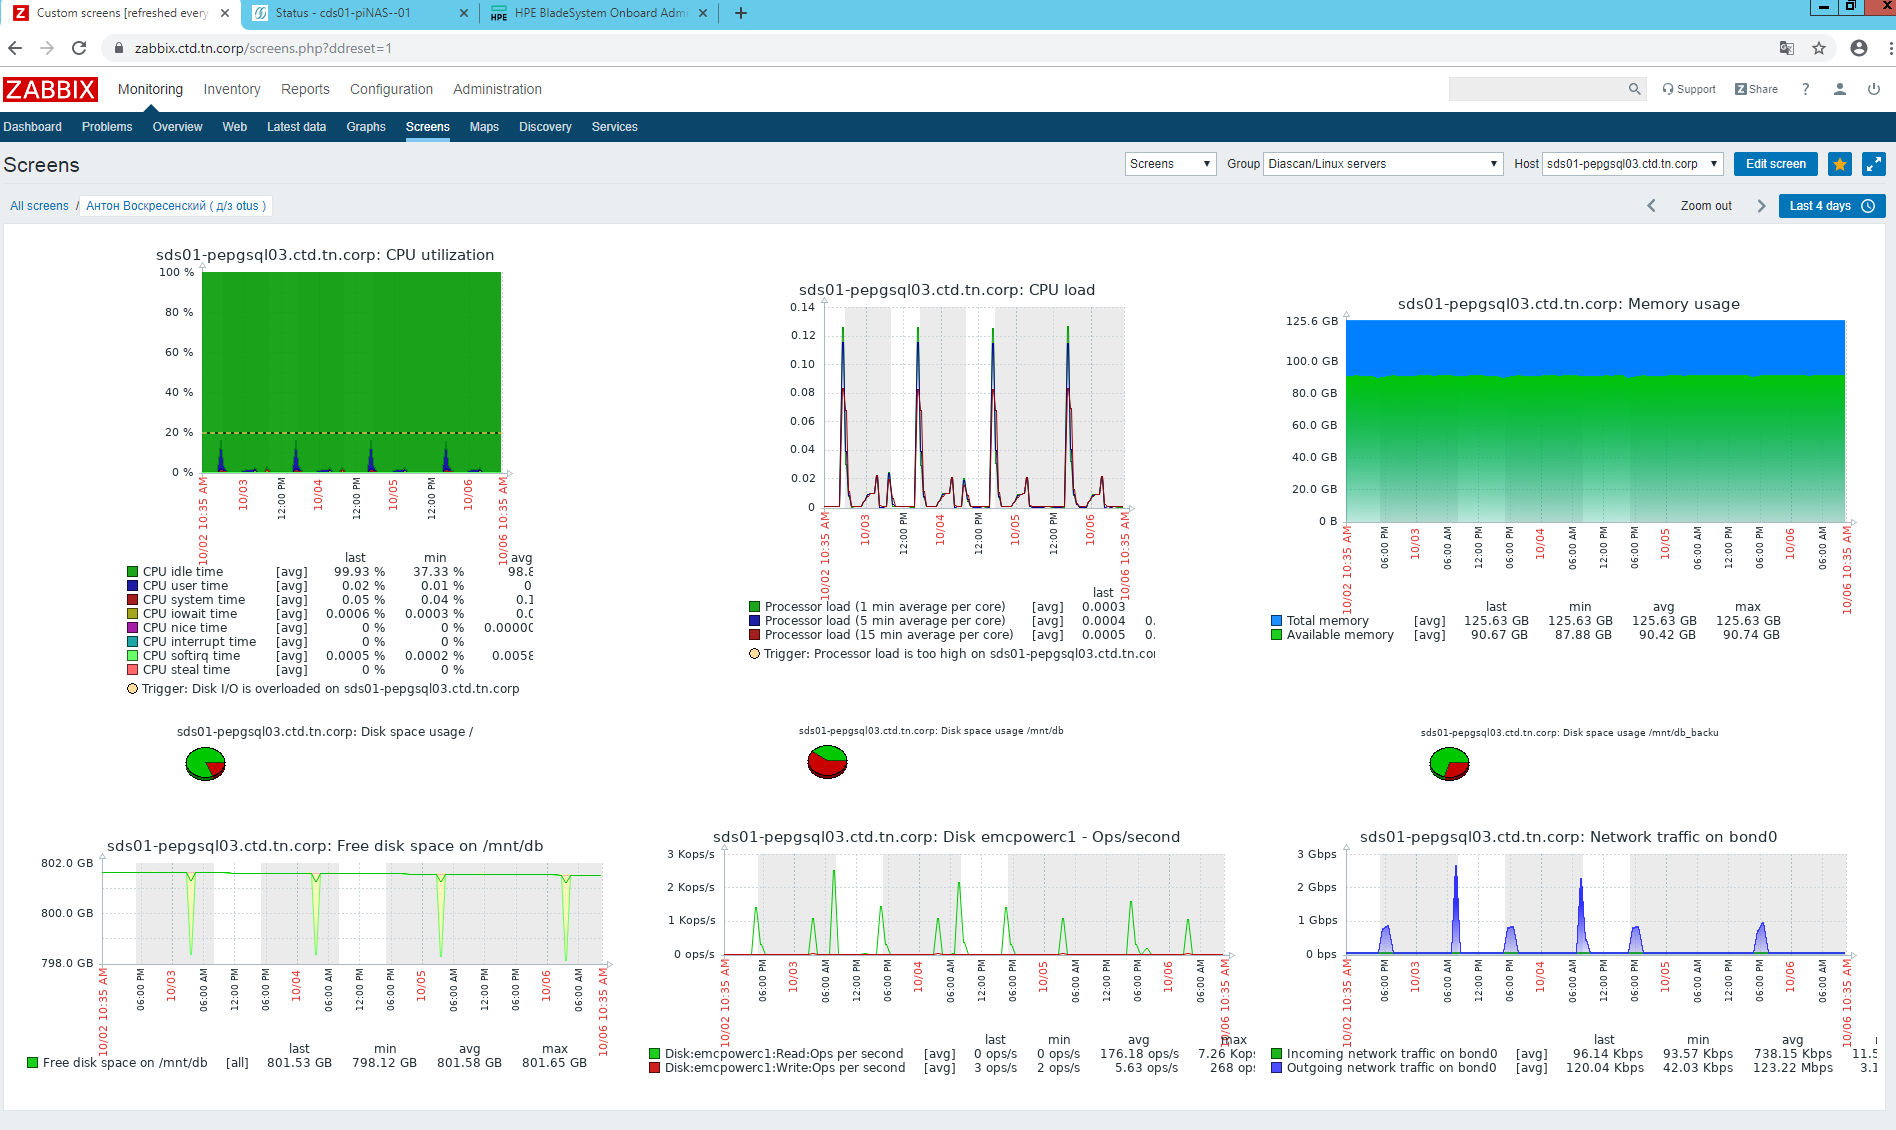 Custom screens [refreshed every
Status - cds01-piNAS--01
HPE BladeSystem Onboard Admi
zabbix.ctd.tn.corp/screens.php?ddreset=1
ZABBIX Monitoring Inventory Reports Configuration Administration Support Z Share ?
Dashboard Problems Overview Web Latest data Graphs Screens Maps Discovery Services
Screens
Screens Group Diascan/Linux servers Host sds01-pepgsql03.ctd.tn.corp Edit screen
All screens / Антон Воскресенский ( д/з otus )
Zoom out Last 4 days
sds01-pepgsql03.ctd.tn.corp: CPU utilization
100 %
80 %
60 %
40 %
20 %
0 %
10/02 10:35 AM 10/03 12:00 PM 10/04 12:00 PM 10/05 12:00 PM 10/06 10/06 10:35 AM
last min avg
CPU idle time [avg] 99.93 % 37.33 % 98.8
CPU user time [avg] 0.02 % 0.01 % 0
CPU system time [avg] 0.05 % 0.04 % 0.1
CPU iowait time [avg] 0.0006 % 0.0003 % 0.0
CPU nice time [avg] 0 % 0 % 0.00000
CPU interrupt time [avg] 0 % 0 %
CPU softirq time [avg] 0.0005 % 0.0002 % 0.0058
CPU steal time [avg] 0 % 0 %
Trigger: Disk I/O is overloaded on sds01-pepgsql03.ctd.tn.corp
sds01-pepgsql03.ctd.tn.corp: CPU load
0.14
0.12
0.10
0.08
0.06
0.04
0.02
0
10/02 10:35 AM 10/03 12:00 PM 10/04 12:00 PM 10/05 12:00 PM 10/06 10/06 10:35 AM
last
Processor load (1 min average per core) [avg] 0.0003
Processor load (5 min average per core) [avg] 0.0004 0.
Processor load (15 min average per core) [avg] 0.0005 0.
Trigger: Processor load is too high on sds01-pepgsql03.ctd.tn.cor
sds01-pepgsql03.ctd.tn.corp: Memory usage
125.6 GB
100.0 GB
80.0 GB
60.0 GB
40.0 GB
20.0 GB
0 B
10/02 10:35 AM 06:00 PM 10/03 06:00 AM 12:00 PM 06:00 PM 10/04 06:00 AM 12:00 PM 06:00 PM 10/05 06:00 AM 12:00 PM 06:00 PM 10/06 06:00 AM 10/06 10:35 AM
last min avg max
Total memory [avg] 125.63 GB 125.63 GB 125.63 GB 125.63 GB
Available memory [avg] 90.67 GB 87.88 GB 90.42 GB 90.74 GB
sds01-pepgsql03.ctd.tn.corp: Disk space usage /
sds01-pepgsql03.ctd.tn.corp: Disk space usage /mnt/db
sds01-pepgsql03.ctd.tn.corp: Disk space usage /mnt/db_backu
sds01-pepgsql03.ctd.tn.corp: Free disk space on /mnt/db
802.0 GB
800.0 GB
798.0 GB
10/02 10:35 AM 06:00 PM 10/03 06:00 AM 12:00 PM 06:00 PM 10/04 06:00 AM 12:00 PM 06:00 PM 10/05 06:00 AM 12:00 PM 06:00 PM 10/06 06:00 AM 10/06 10:35 AM
last min avg max
Free disk space on /mnt/db [all] 801.53 GB 798.12 GB 801.58 GB 801.65 GB
sds01-pepgsql03.ctd.tn.corp: Disk emcpowerc1 - Ops/second
3 Kops/s
2 Kops/s
1 Kops/s
0 ops/s
10/02 10:35 AM 06:00 PM 10/03 06:00 AM 12:00 PM 06:00 PM 10/04 06:00 AM 12:00 PM 06:00 PM 10/05 06:00 AM 12:00 PM 06:00 PM 10/06 06:00 AM 10/06 10:35 AM
last min avg max
Disk:emcpowerc1:Read:Ops per second [avg] 0 ops/s 0 ops/s 176.18 ops/s 7.26 Kops
Disk:emcpowerc1:Write:Ops per second [avg] 3 ops/s 2 ops/s 5.63 ops/s 268 op
sds01-pepgsql03.ctd.tn.corp: Network traffic on bond0
3 Gbps
2 Gbps
1 Gbps
0 bps
10/02 10:35 AM 06:00 PM 10/03 06:00 AM 12:00 PM 06:00 PM 10/04 06:00 AM 12:00 PM 06:00 PM 10/05 06:00 AM 12:00 PM 06:00 PM 10/06 06:00 AM 10/06 10:35 AM
last min avg
Incoming network traffic on bond0 [avg] 96.14 Kbps 93.57 Kbps 738.15 Kbps 11.5
Outgoing network traffic on bond0 [avg] 120.04 Kbps 42.03 Kbps 123.22 Mbps 3.1